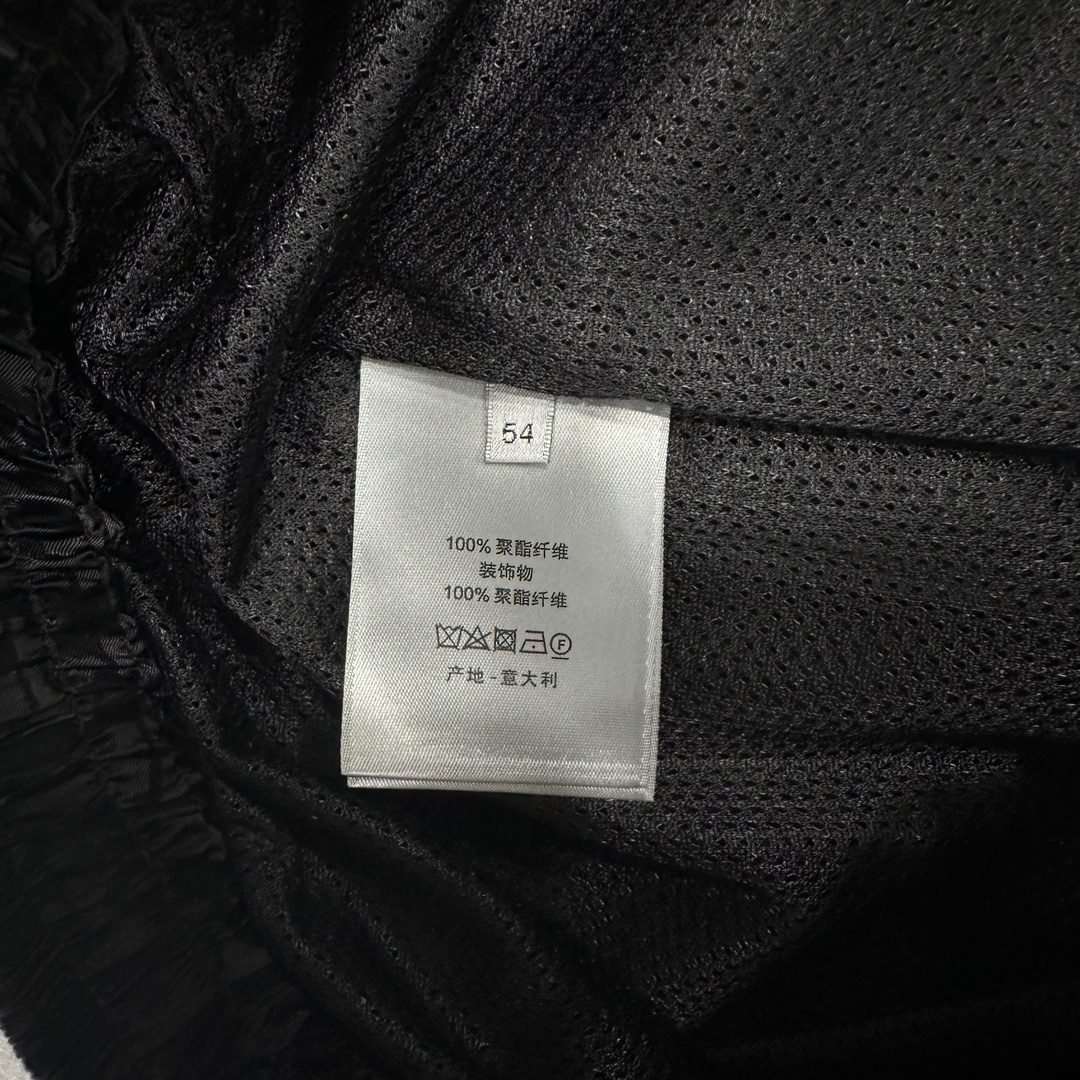 54
100% 聚酯纤维
装饰物
100% 聚酯纤维
F
产地 - 意大利